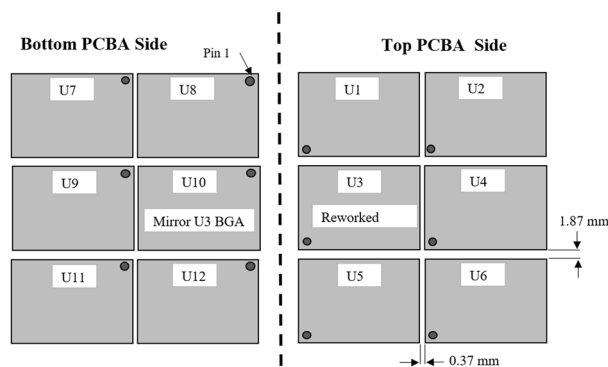 Bottom PCBA Side
Pin 1
U7
U8
U9
U10
Mirror U3 BGA
U11
U12
Top PCBA Side
U1
U2
U3
Reworked
U4
1.87 mm
U5
U6
0.37 mm